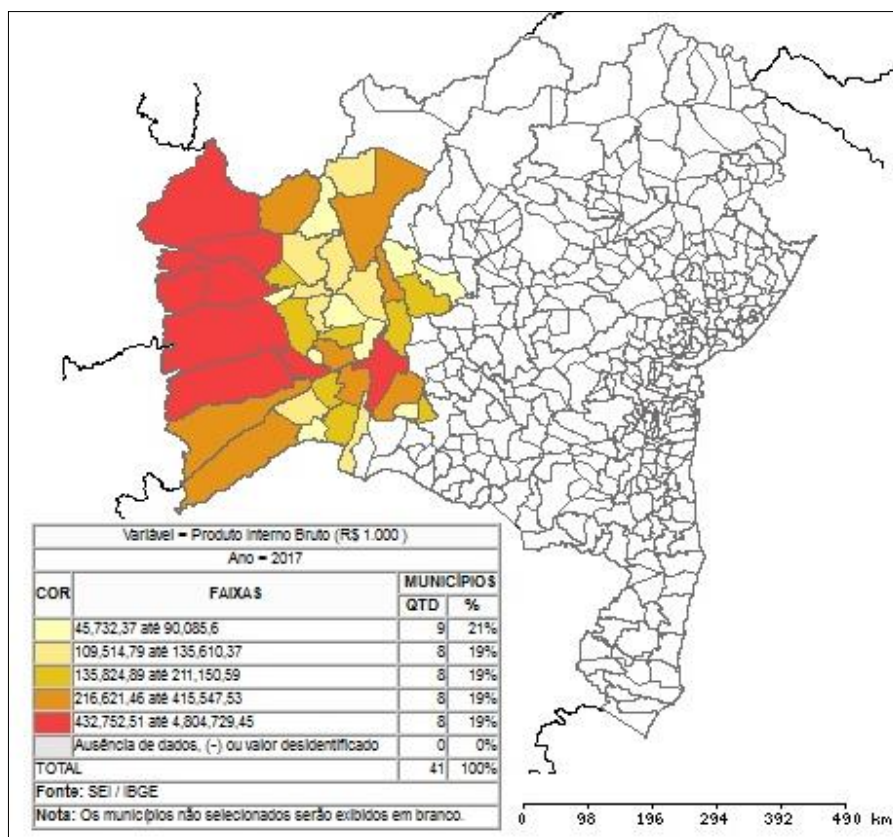 Variável = Produto Interno Bruto (R$ 1.000 )
Ano = 2017
COR FAIXAS MUNICÍPIOS
QTD %
45,732,37 até 90,085,6 9 21%
109,514,79 até 135,610,37 8 19%
135,824,89 até 211,150,59 8 19%
216,621,46 até 415,547,53 8 19%
432,752,51 até 4,804,729,45 8 19%
Ausência de dados, (-) ou valor desidentificado 0 0%
TOTAL 41 100%
Fonte: SEI / IBGE
Nota: Os municípios não selecionados serão exibidos em branco.
0 98 196 294 392 490 km